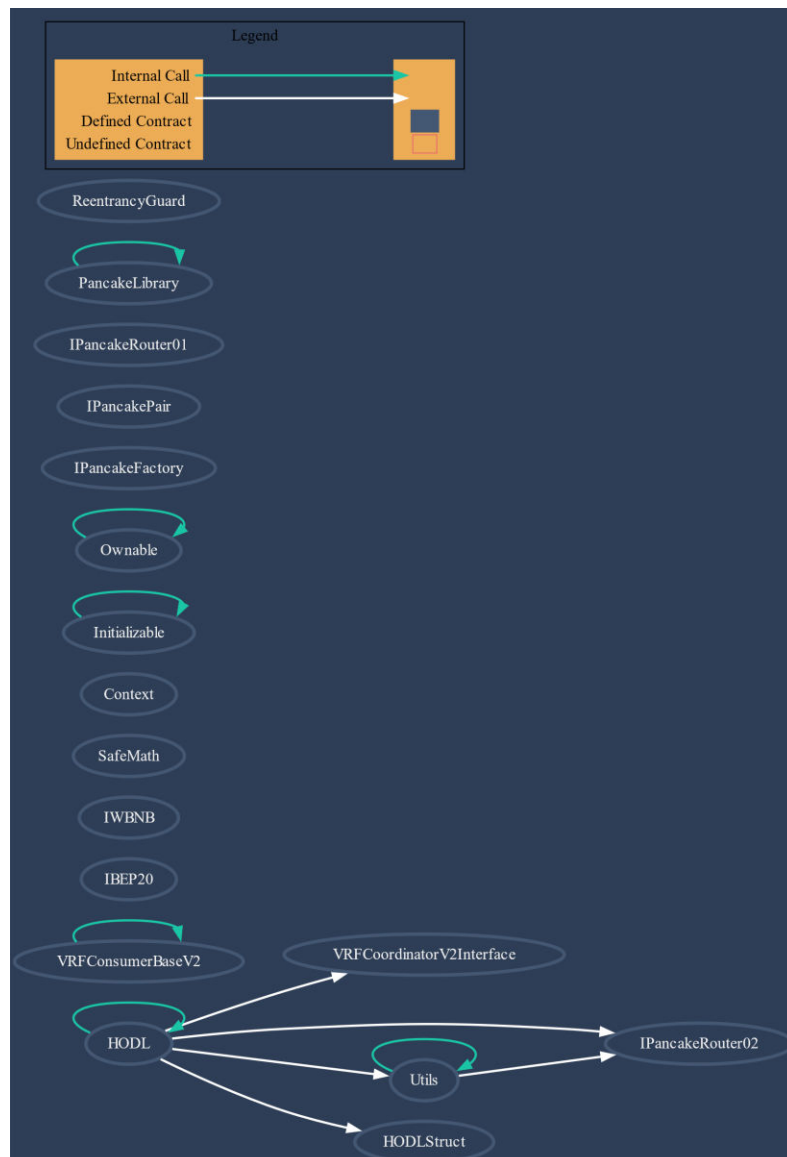 Legend
Internal Call
External Call
Defined Contract
Undefined Contract
ReentrancyGuard
PancakeLibrary
IPancakeRouter01
IPancakePair
IPancakeFactory
Ownable
Initializable
Context
SafeMath
IWBNB
IBEP20
VRFConsumerBaseV2
VRFCoordinatorV2Interface
HODL
IPancakeRouter02
Utils
HODLStruct